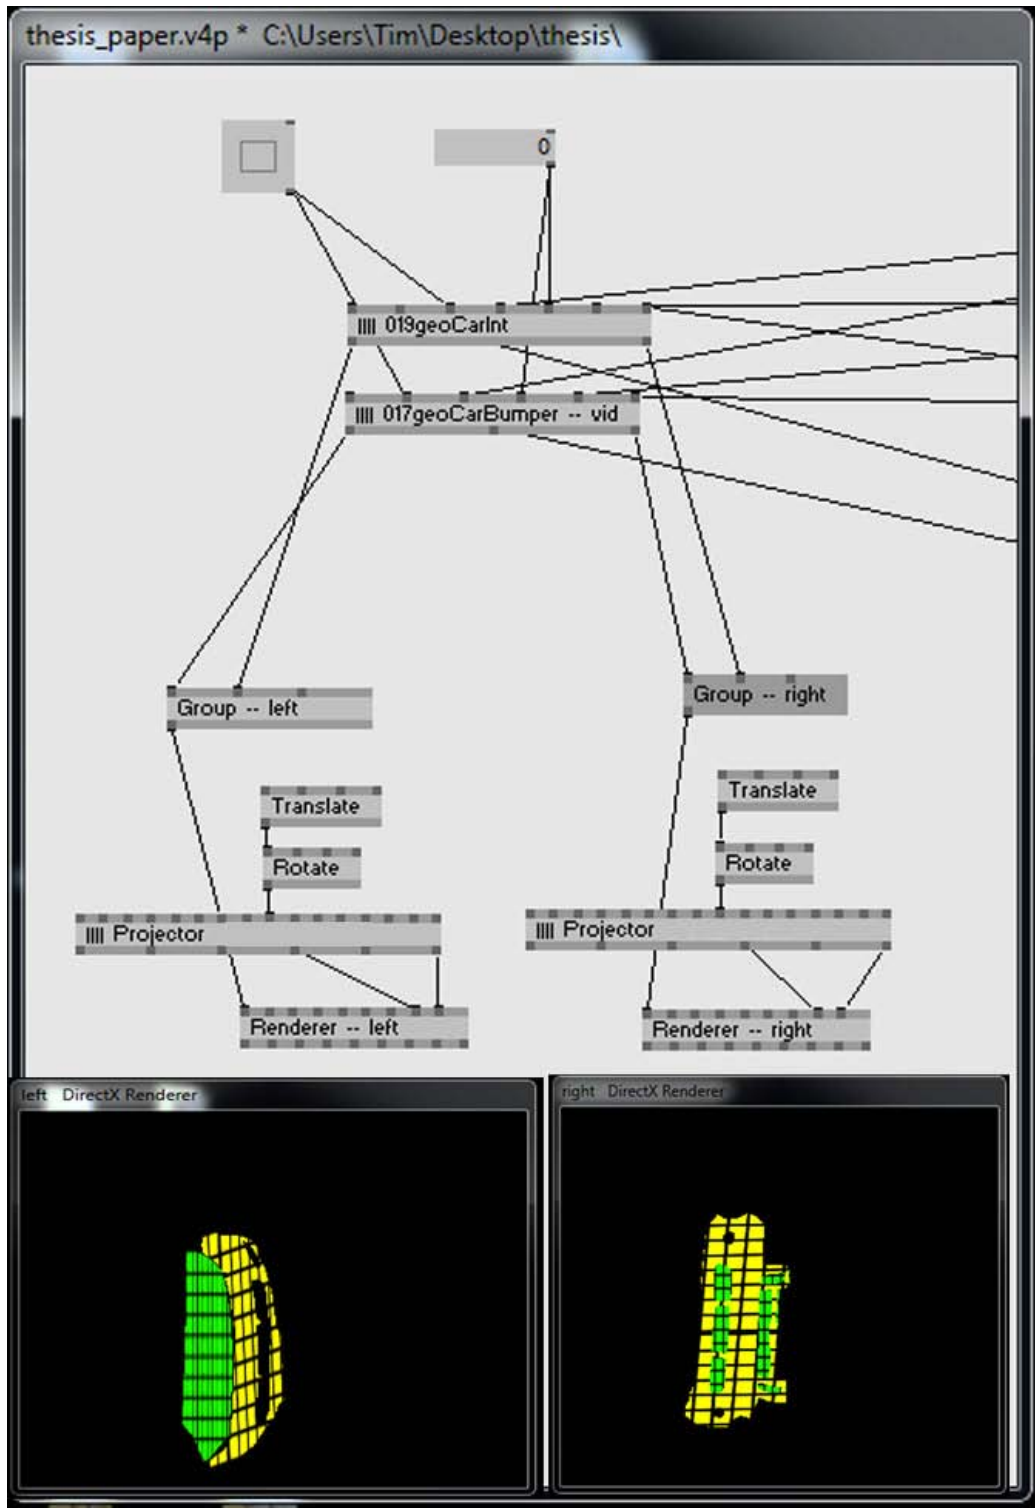 thesis_paper.v4p * C:\Users\Tim\Desktop\thesis\
0
019geoCarInt
017geoCarBumper -- vid
Group -- left
Group -- right
Translate
Translate
Rotate
Rotate
Projector
Projector
Renderer -- left
Renderer -- right
left DirectX Renderer
right DirectX Renderer